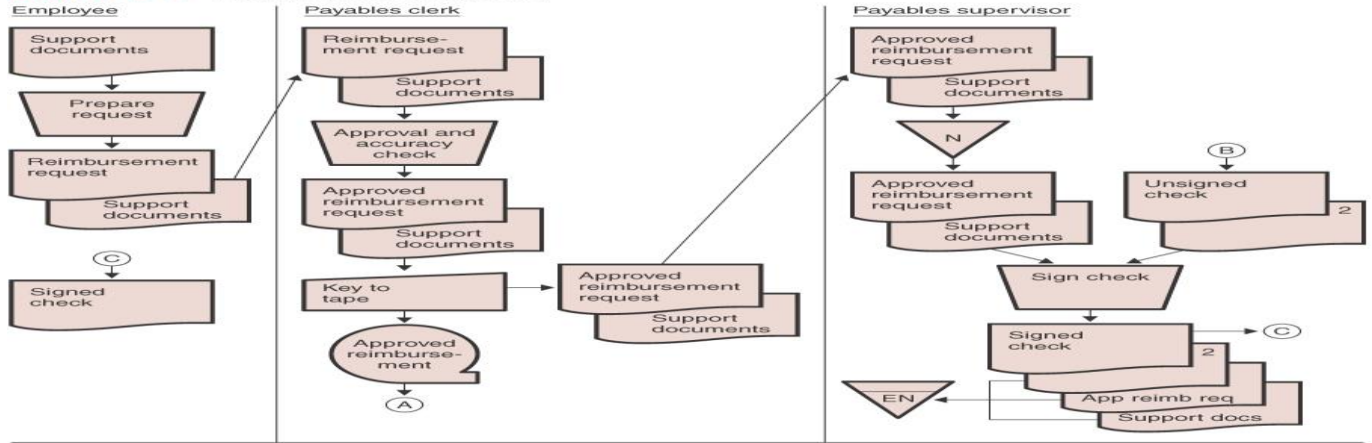 Employee
Support
documents
Prepare
request
Reimbursement
request
Support
documents
C
Signed
check
Payables clerk
Reimburse-
ment request
Support
documents
Approval and
accuracy
check
Approved
reimbursement
request
Support
documents
Key to
tape
Approved
reimburse-
ment
A
Approved
reimbursement
request
Support
documents
Payables supervisor
Approved
reimbursement
request
Support
documents
N
Approved
reimbursement
request
Support
documents
B
Unsigned
check
2
Sign check
Signed
check
2
App reimb req
Support docs
C
EN